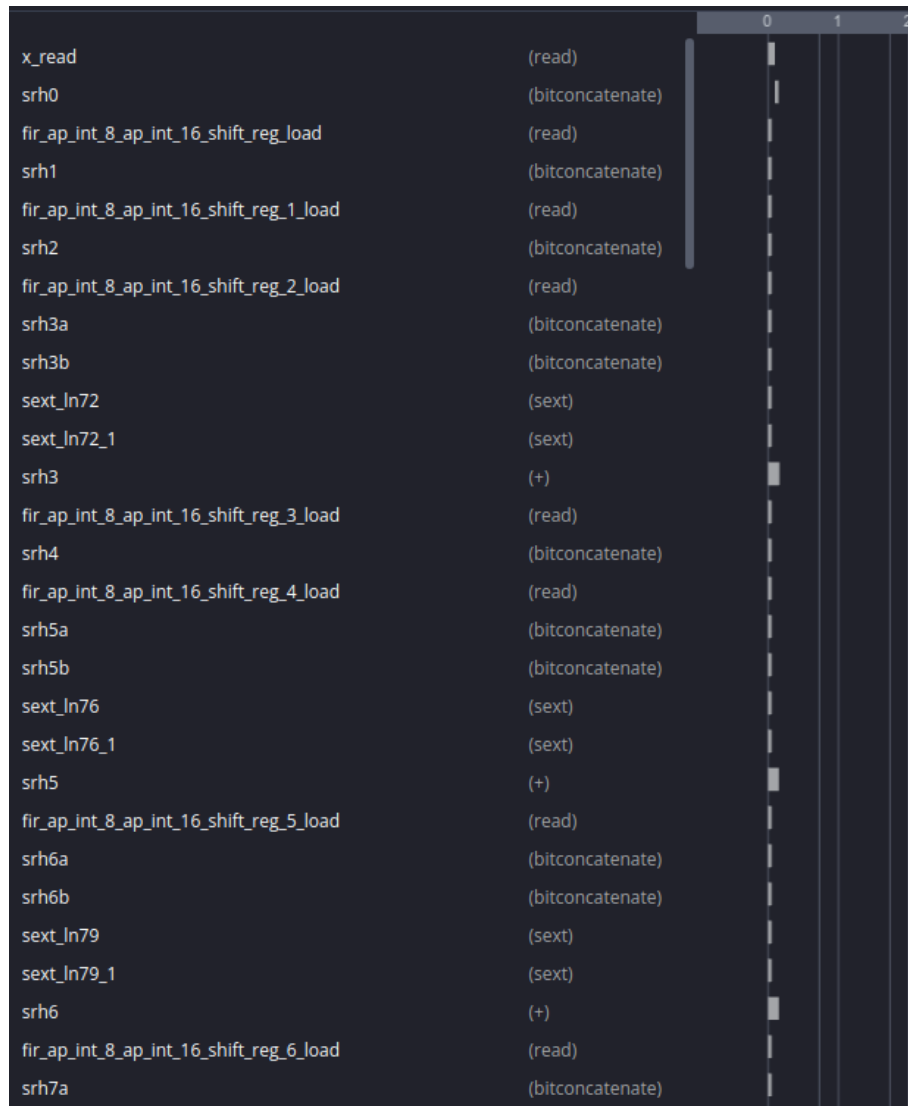 0 1 2
x_read (read)
srh0 (bitconcatenate)
fir_ap_int_8_ap_int_16_shift_reg_load (read)
srh1 (bitconcatenate)
fir_ap_int_8_ap_int_16_shift_reg_1_load (read)
srh2 (bitconcatenate)
fir_ap_int_8_ap_int_16_shift_reg_2_load (read)
srh3a (bitconcatenate)
srh3b (bitconcatenate)
sext_ln72 (sext)
sext_ln72_1 (sext)
srh3 (+)
fir_ap_int_8_ap_int_16_shift_reg_3_load (read)
srh4 (bitconcatenate)
fir_ap_int_8_ap_int_16_shift_reg_4_load (read)
srh5a (bitconcatenate)
srh5b (bitconcatenate)
sext_ln76 (sext)
sext_ln76_1 (sext)
srh5 (+)
fir_ap_int_8_ap_int_16_shift_reg_5_load (read)
srh6a (bitconcatenate)
srh6b (bitconcatenate)
sext_ln79 (sext)
sext_ln79_1 (sext)
srh6 (+)
fir_ap_int_8_ap_int_16_shift_reg_6_load (read)
srh7a (bitconcatenate)